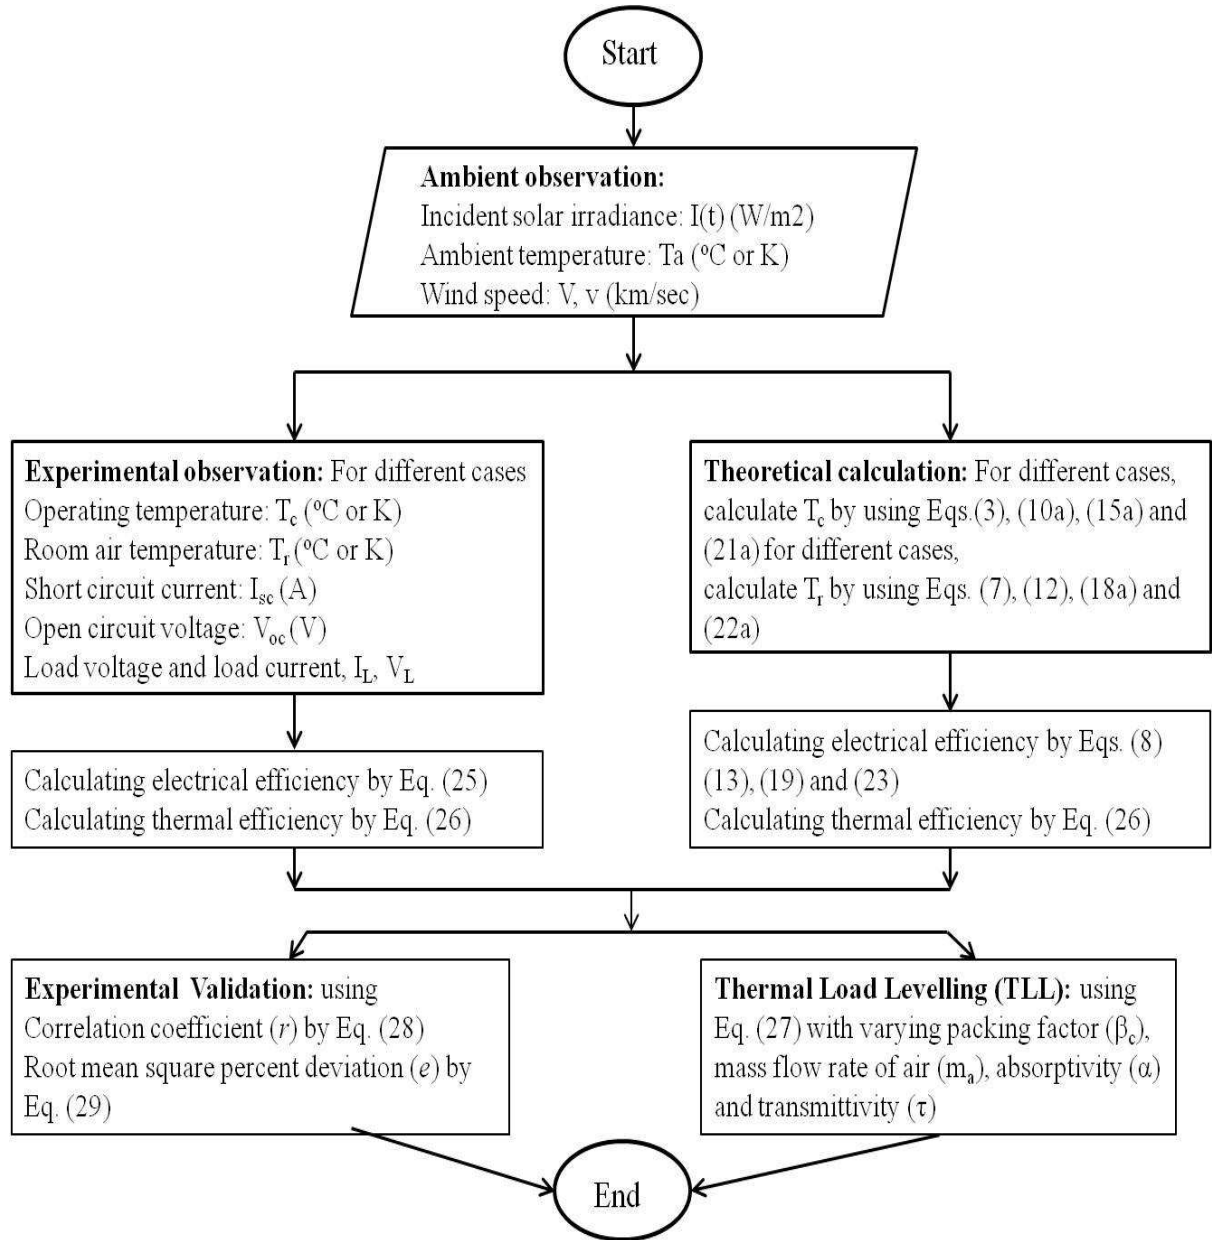 Start
Ambient observation:
Incident solar irradiance: I(t) (W/m2)
Ambient temperature: Ta (ºC or K)
Wind speed: V, v (km/sec)
Experimental observation: For different cases
Operating temperature: Tc (ºC or K)
Room air temperature: Tr (ºC or K)
Short circuit current: Isc (A)
Open circuit voltage: Voc (V)
Load voltage and load current, IL, VL
Theoretical calculation: For different cases,
calculate Tc by using Eqs.(3), (10a), (15a) and
(21a) for different cases,
calculate Tr by using Eqs. (7), (12), (18a) and
(22a)
Calculating electrical efficiency by Eq. (25)
Calculating thermal efficiency by Eq. (26)
Calculating electrical efficiency by Eqs. (8)
(13), (19) and (23)
Calculating thermal efficiency by Eq. (26)
Experimental Validation: using
Correlation coefficient (r) by Eq. (28)
Root mean square percent deviation (e) by
Eq. (29)
Thermal Load Levelling (TLL): using
Eq. (27) with varying packing factor (βc),
mass flow rate of air (ma), absorptivity (α)
and transmittivity (τ)
End